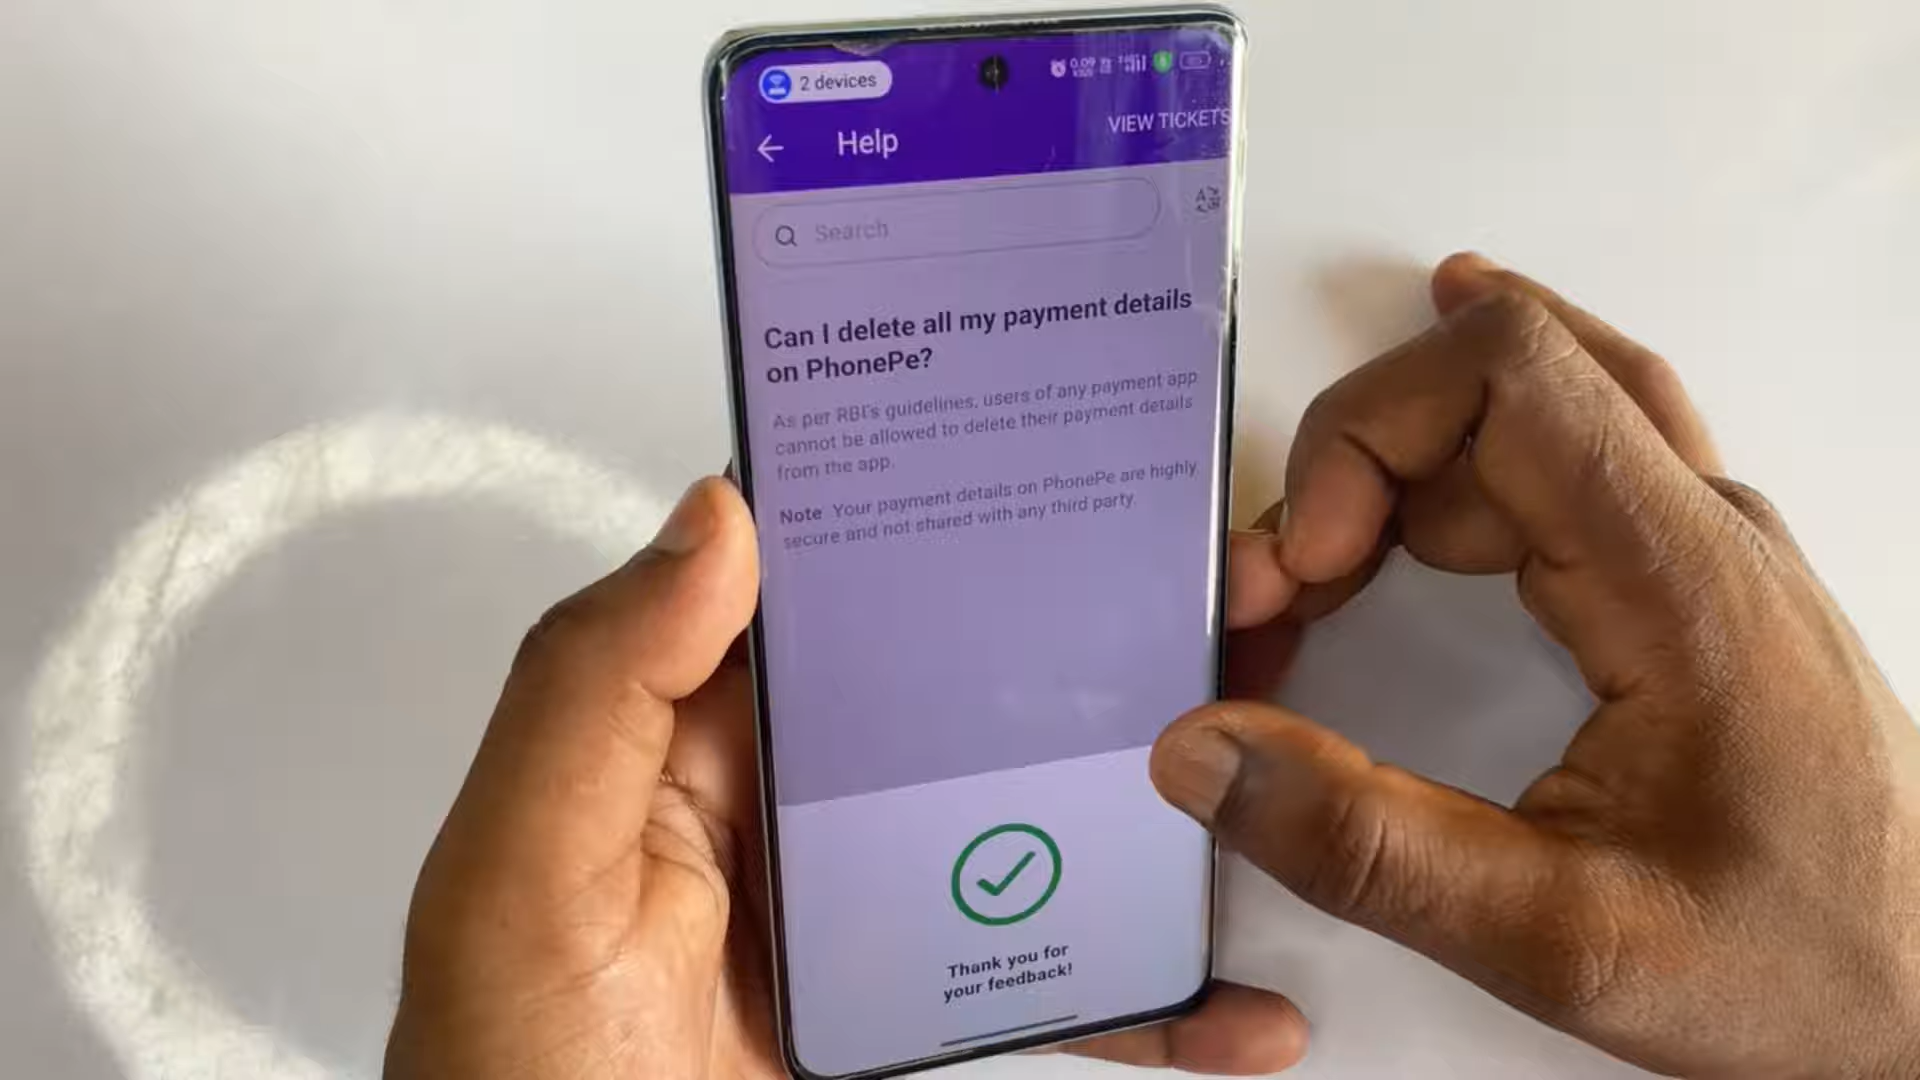 2 devices
0.09
VIEW TICKETS
Help
Search
Can I delete all my payment details
on PhonePe?
As per RBI's guidelines, users of any payment app
cannot be allowed to delete their payment details
from the app.
Note Your payment details on PhonePe are highly
secure and not shared with any third party.
Thank you for
your feedback!